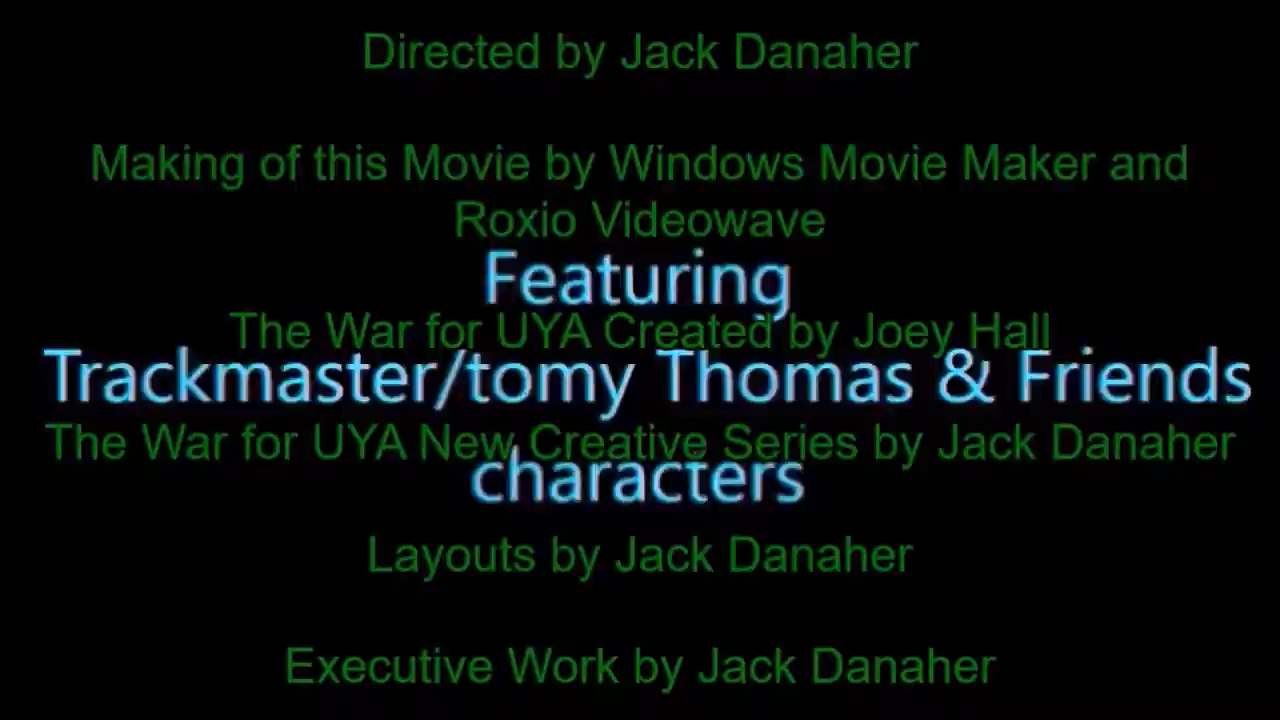 Directed by Jack Danaher
Making of this Movie by Windows Movie Maker and
Roxio Videowave
Featuring
The War for UYA Created by Joey Hall
Trackmaster/tomy Thomas & Friends
The War for UYA New Creative Series by Jack Danaher
characters
Layouts by Jack Danaher
Executive Work by Jack Danaher